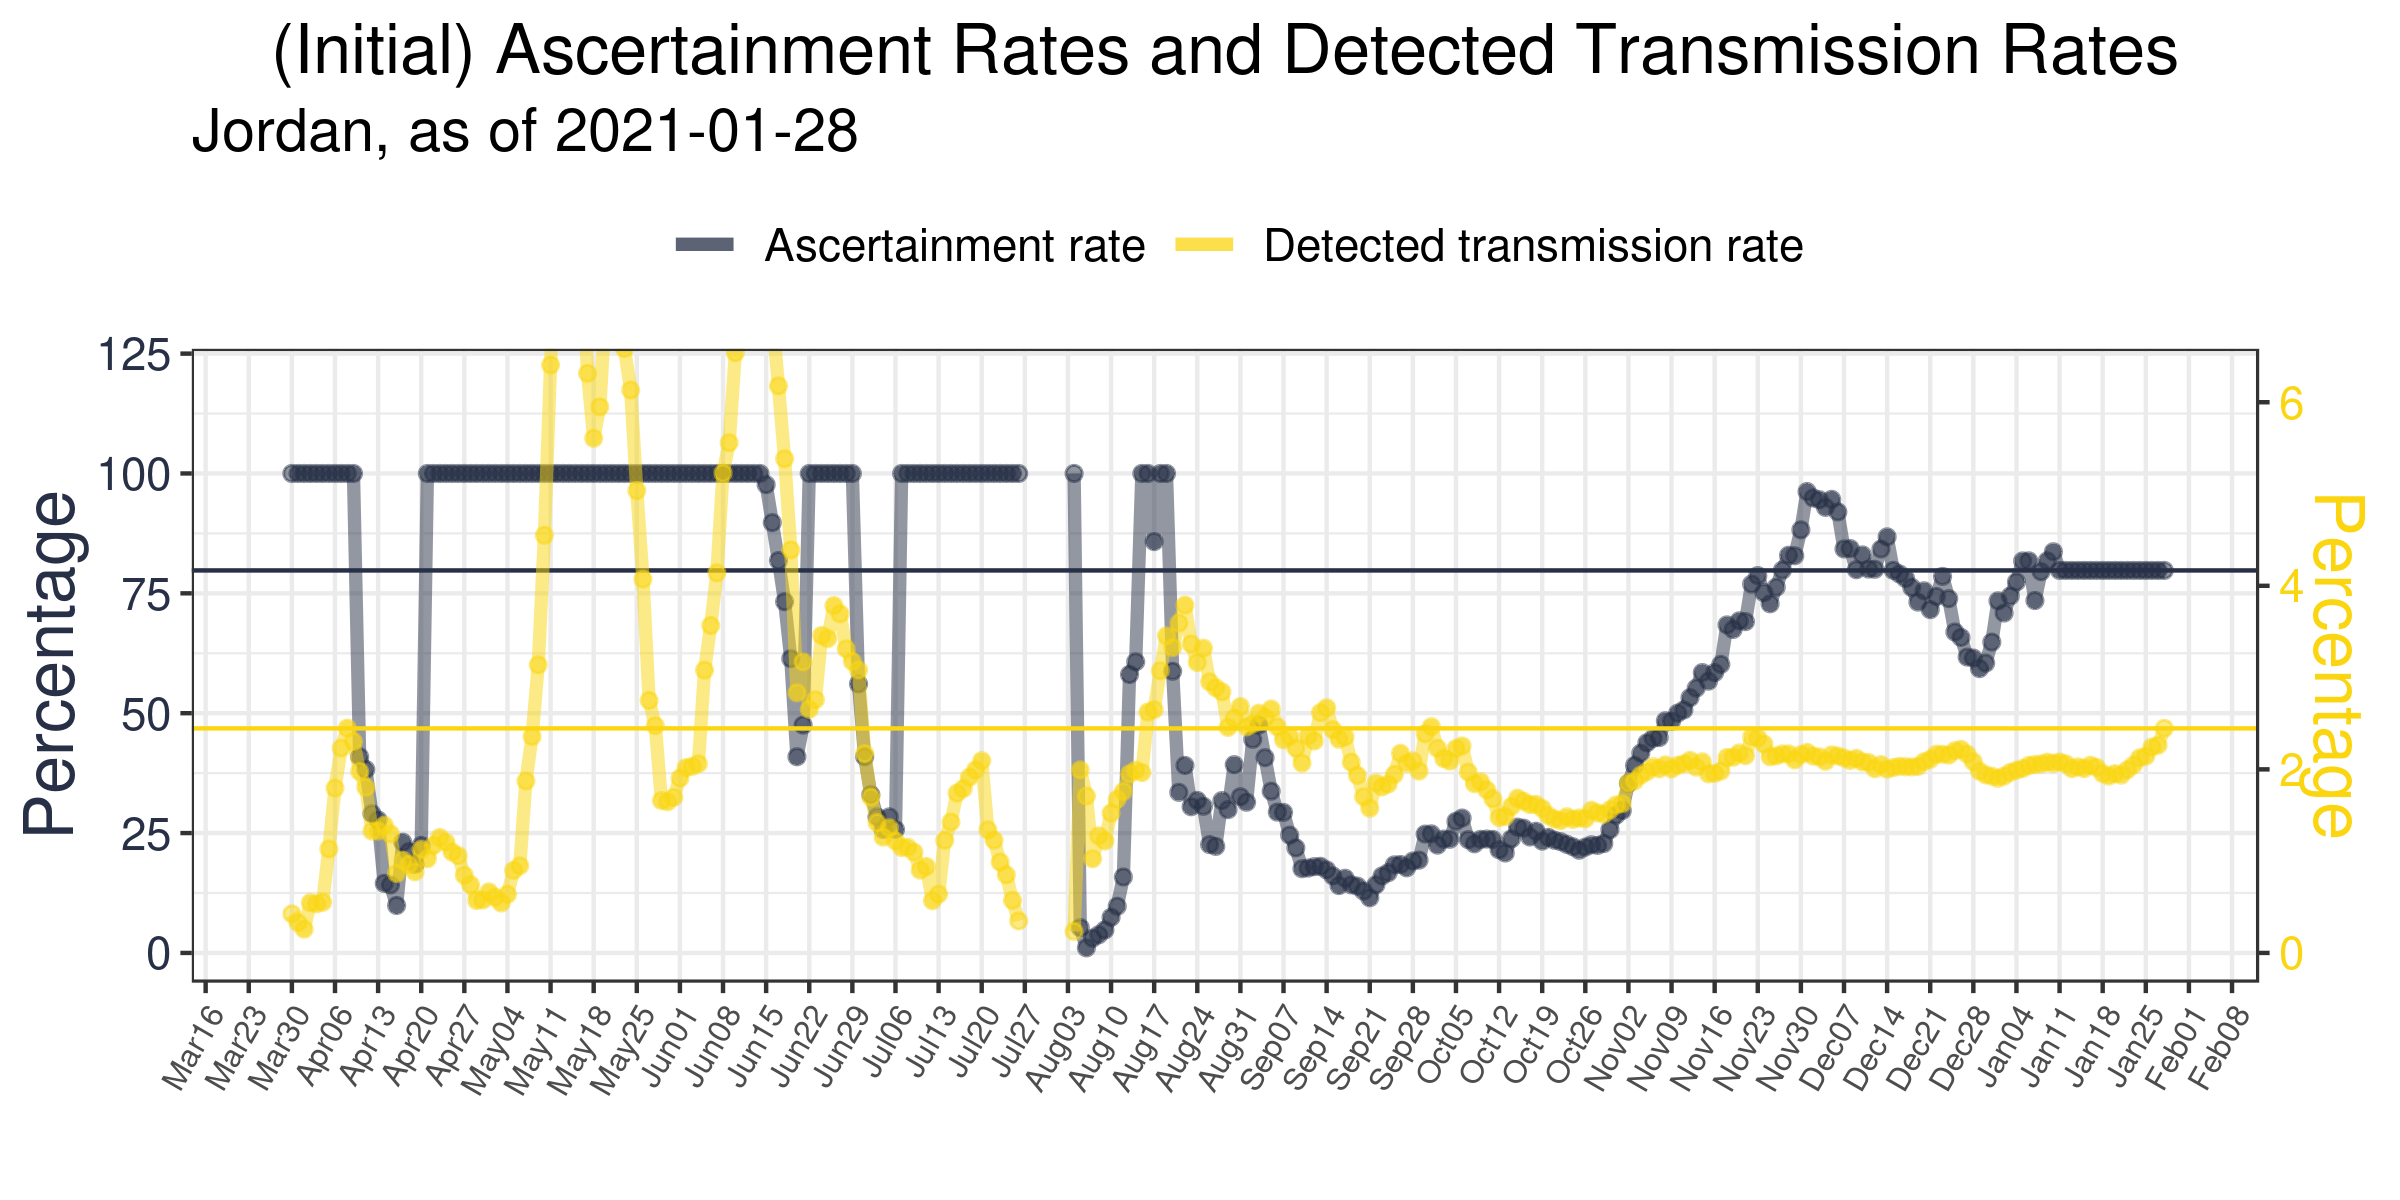 (Initial) Ascertainment Rates and Detected Transmission Rates
Jordan, as of 2021-01-28
Ascertainment rate
Detected transmission rate
Percentage
125
100
75
50
25
0
6
4
2
0
Percentage
Mar16
Mar23
Mar30
Apr06
Apr13
Apr20
Apr27
May04
May11
May18
May25
Jun01
Jun08
Jun15
Jun22
Jun29
Jul06
Jul13
Jul20
Jul27
Aug03
Aug10
Aug17
Aug24
Aug31
Sep07
Sep14
Sep21
Sep28
Oct05
Oct12
Oct19
Oct26
Nov02
Nov09
Nov16
Nov23
Nov30
Dec07
Dec14
Dec21
Dec28
Jan04
Jan11
Jan18
Jan25
Feb01
Feb08